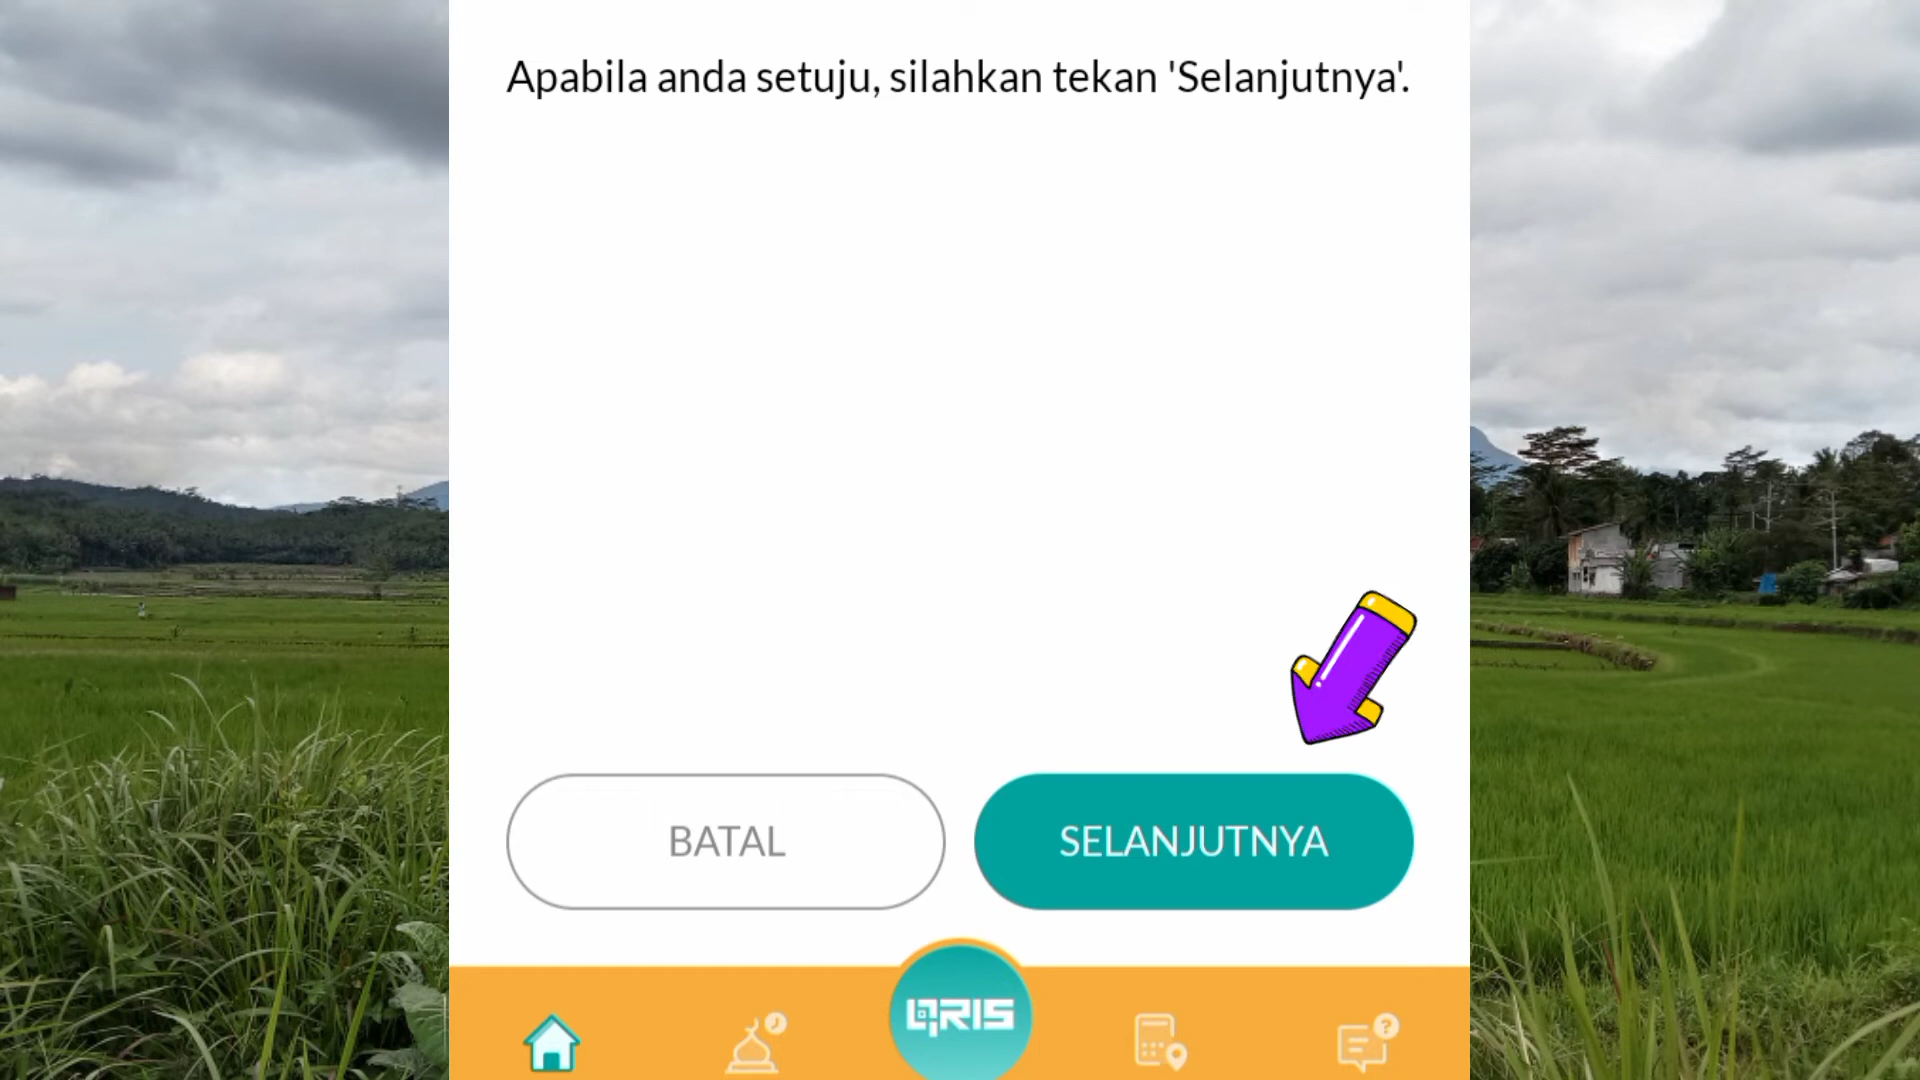 Apabila anda setuju, silahkan tekan 'Selanjutnya'.
BATAL
SELANJUTNYA
QRIS
?